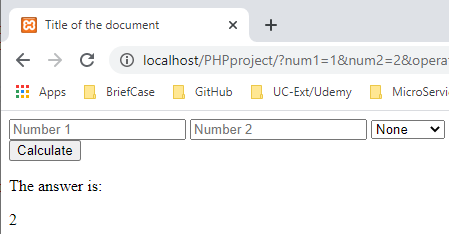 Title of the document
localhost/PHPproject/?num1=1&num2=2&opera
Apps BriefCase GitHub UC-Ext/Udemy MicroServi
Number 1 Number 2 None
Calculate
The answer is:
2